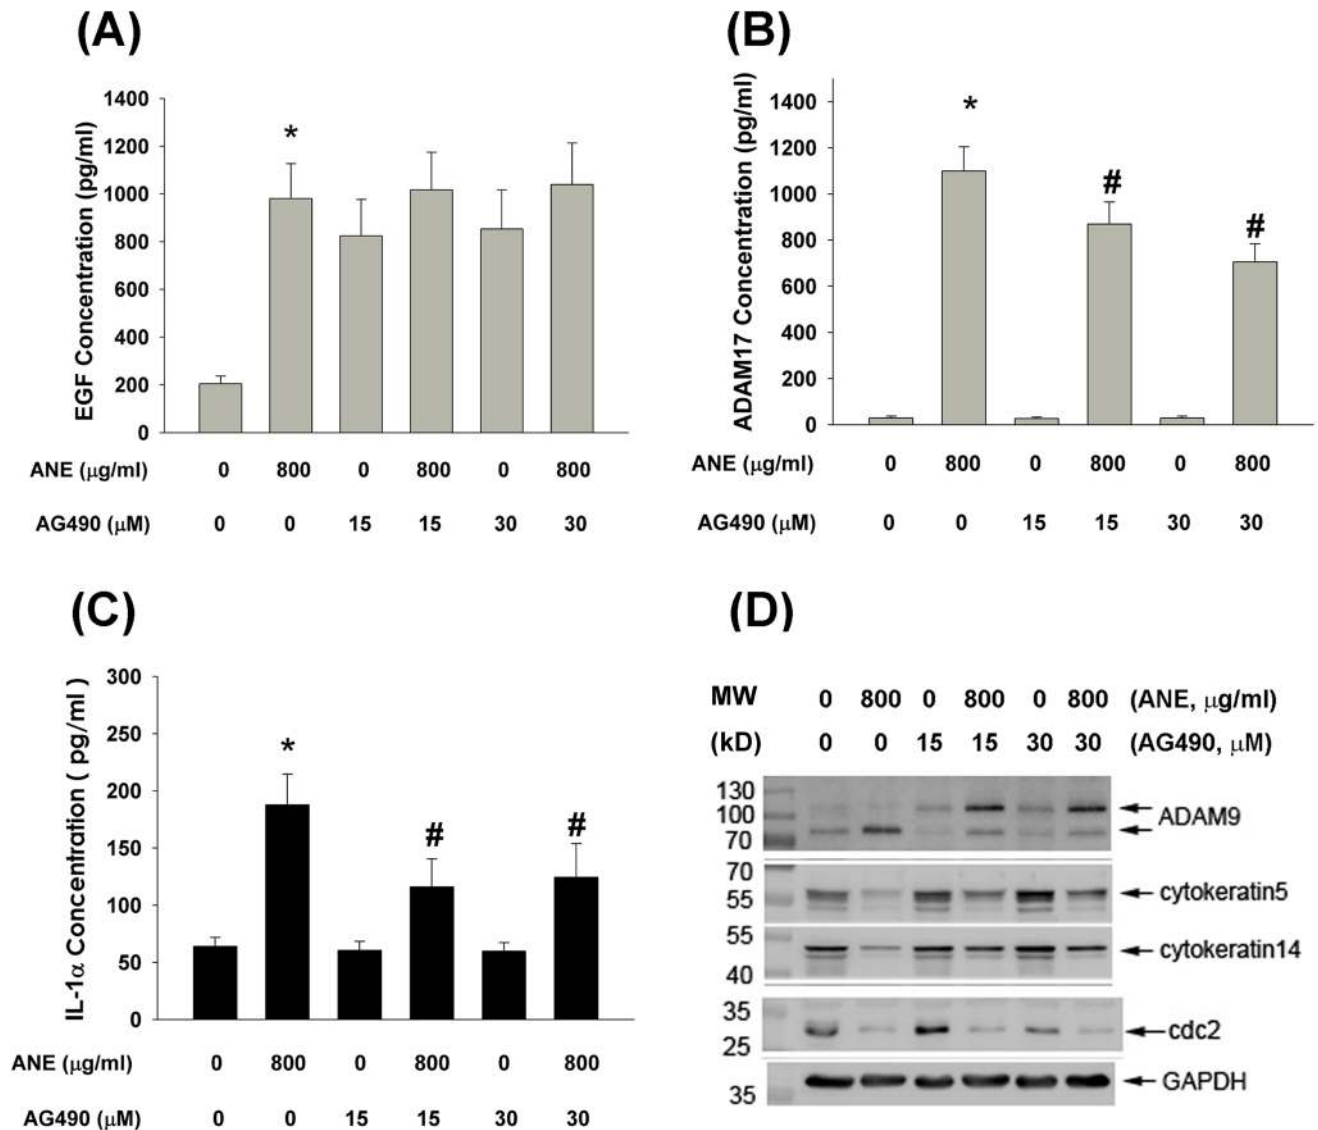 (A)
EGF Concentration (pg/ml)
1400
1200
1000
800
600
400
200
0
*
ANE (μg/ml) 0 800 0 800 0 800
AG490 (μM) 0 0 15 15 30 30
(B)
ADAM17 Concentration (pg/ml)
1400
1200
1000
800
600
400
200
0
*
#
#
ANE (μg/ml) 0 800 0 800 0 800
AG490 (μM) 0 0 15 15 30 30
(C)
IL-1α Concentration ( pg/ml )
300
250
200
150
100
50
0
*
#
#
ANE (μg/ml) 0 800 0 800 0 800
AG490 (μM) 0 0 15 15 30 30
(D)
MW 0 800 0 800 0 800 (ANE, μg/ml)
(kD) 0 0 15 15 30 30 (AG490, μM)
130
100
70
ADAM9
70
55
cytokeratin5
55
40
cytokeratin14
35
25
cdc2
35
GAPDH